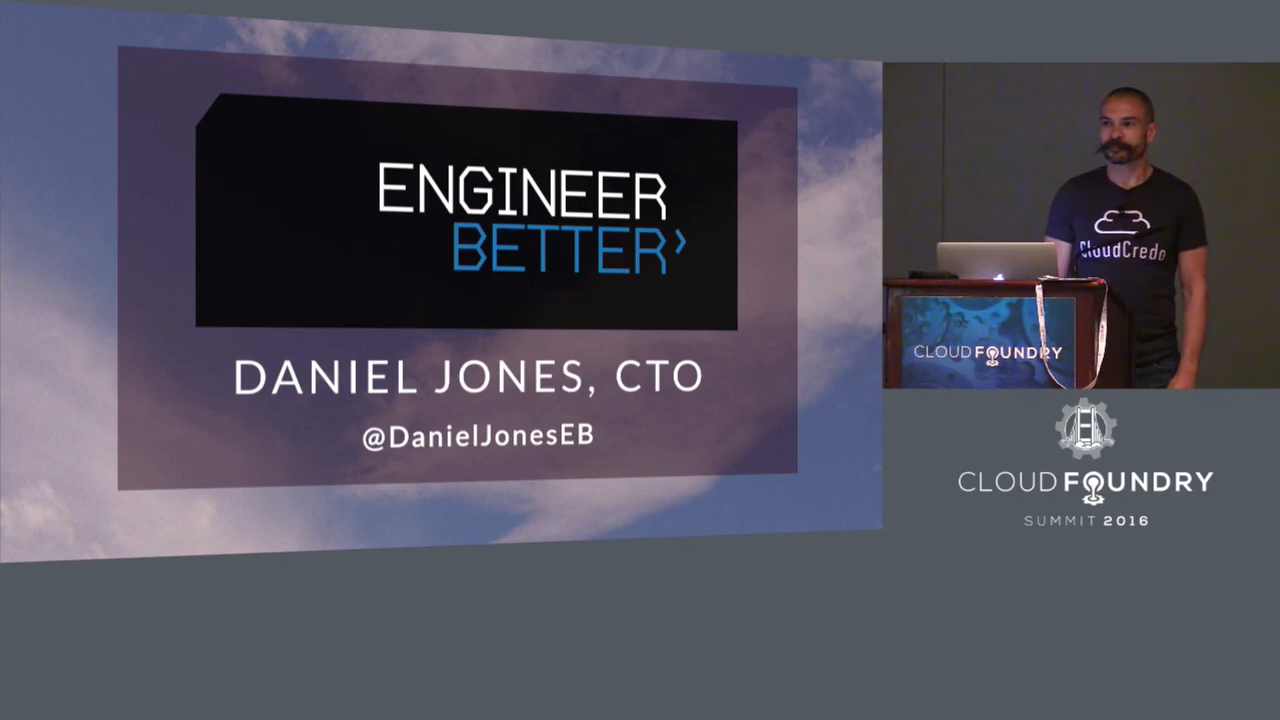 ENGINEER
BETTER›
DANIEL JONES, CTO
@DanielJonesEB
CloudCredo
CLOUD FOUNDRY
CLOUD FOUNDRY
SUMMIT 2016